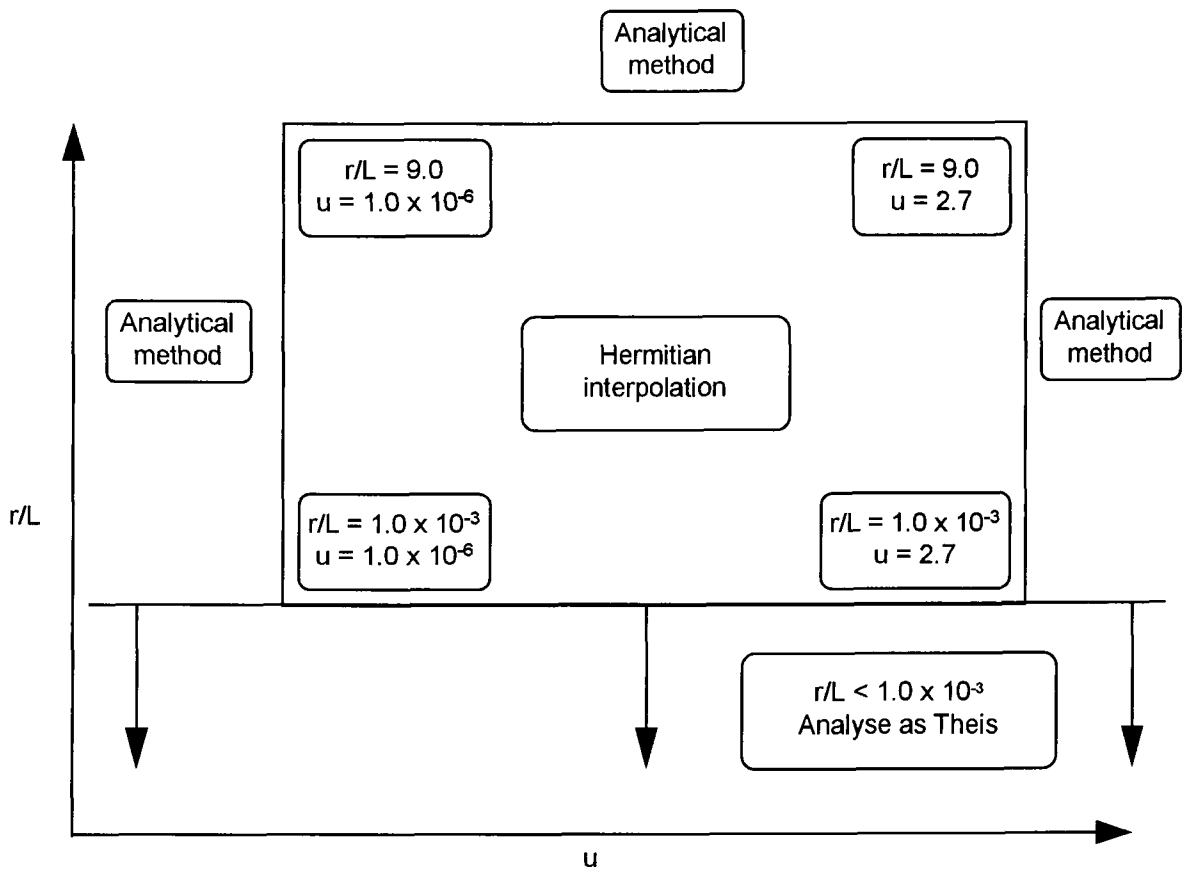 Analytical
method
r/L = 9.0
u = 1.0 x 10⁻⁶
r/L = 9.0
u = 2.7
Analytical
method
Hermitian
interpolation
Analytical
method
r/L
r/L = 1.0 x 10⁻³
u = 1.0 x 10⁻⁶
r/L = 1.0 x 10⁻³
u = 2.7
r/L < 1.0 x 10⁻³
Analyse as Theis
u